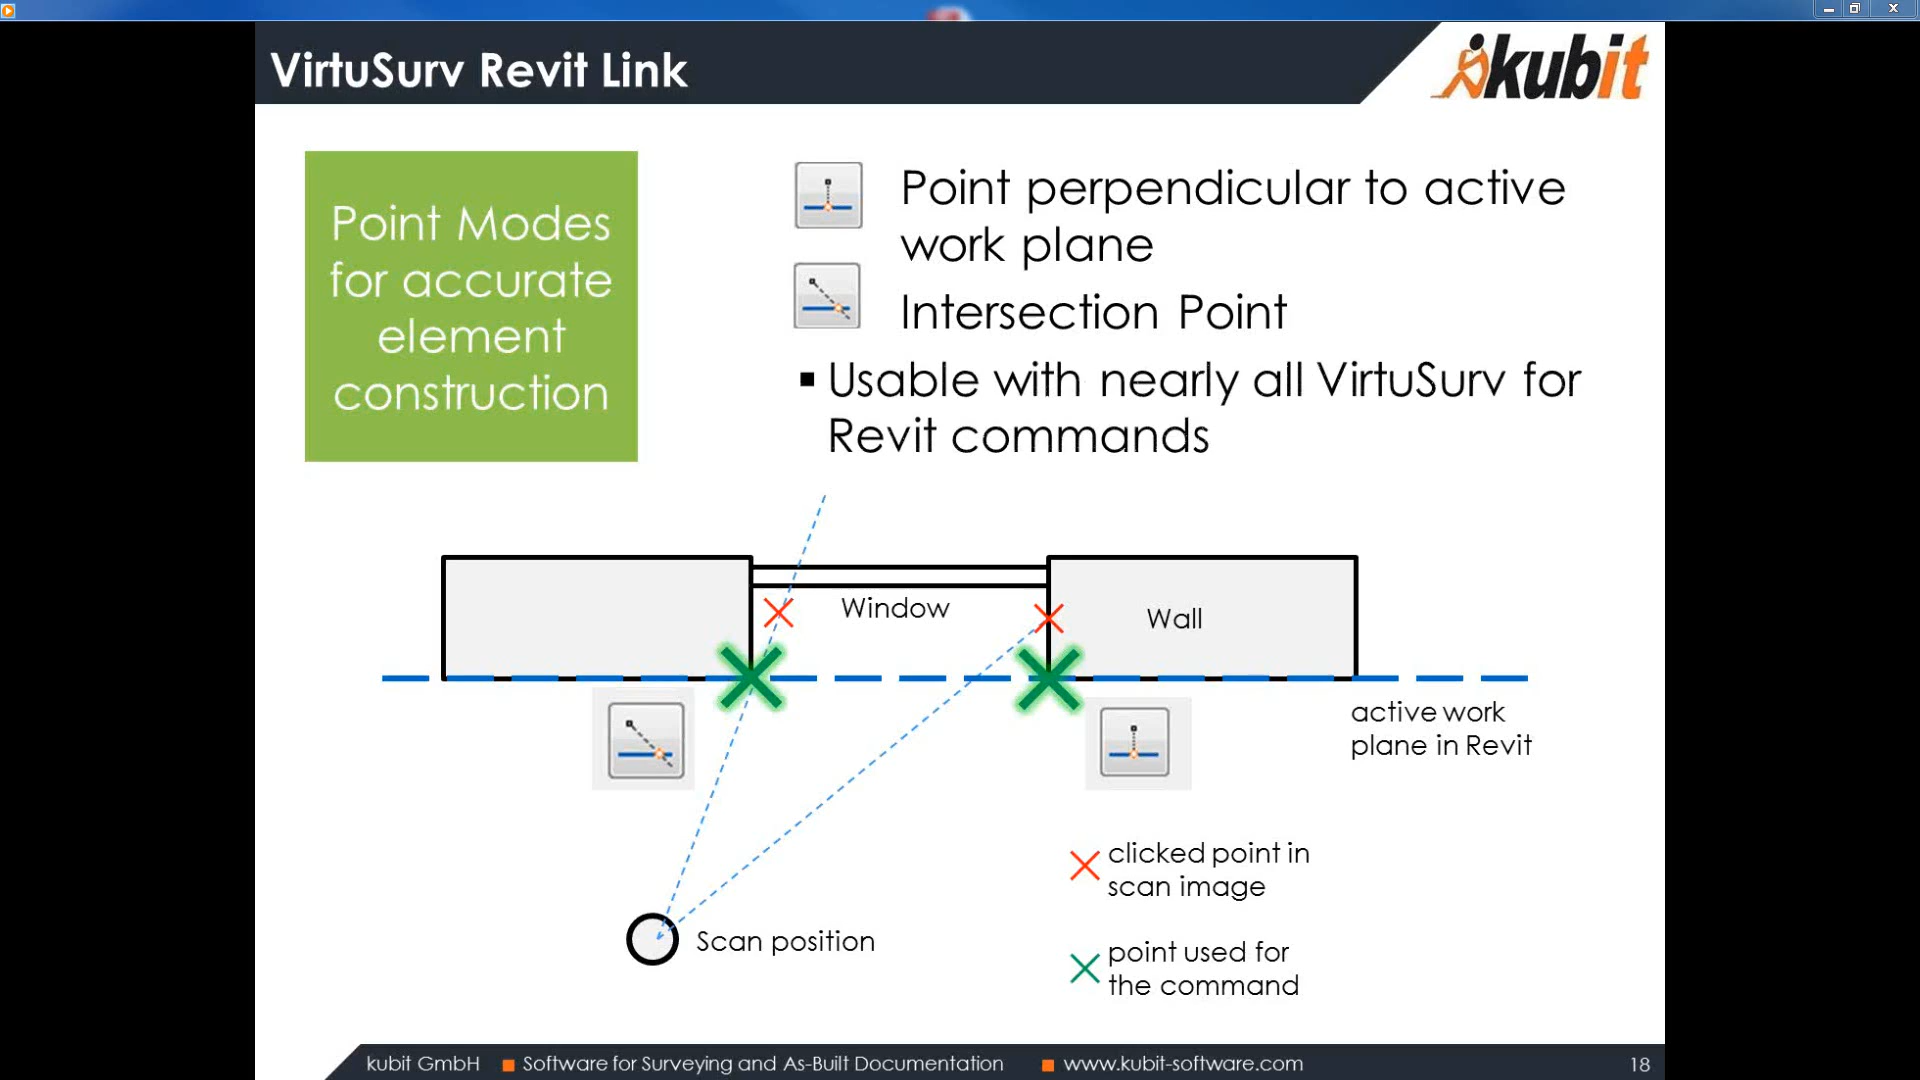 VirtuSurv Revit Link
kubit
Point Modes
for accurate
element
construction
Point perpendicular to active
work plane
Intersection Point
▪ Usable with nearly all VirtuSurv for
Revit commands
Window
Wall
active work
plane in Revit
clicked point in
scan image
Scan position
point used for
the command
kubit GmbH ■ Software for Surveying and As-Built Documentation ■ www.kubit-software.com 18